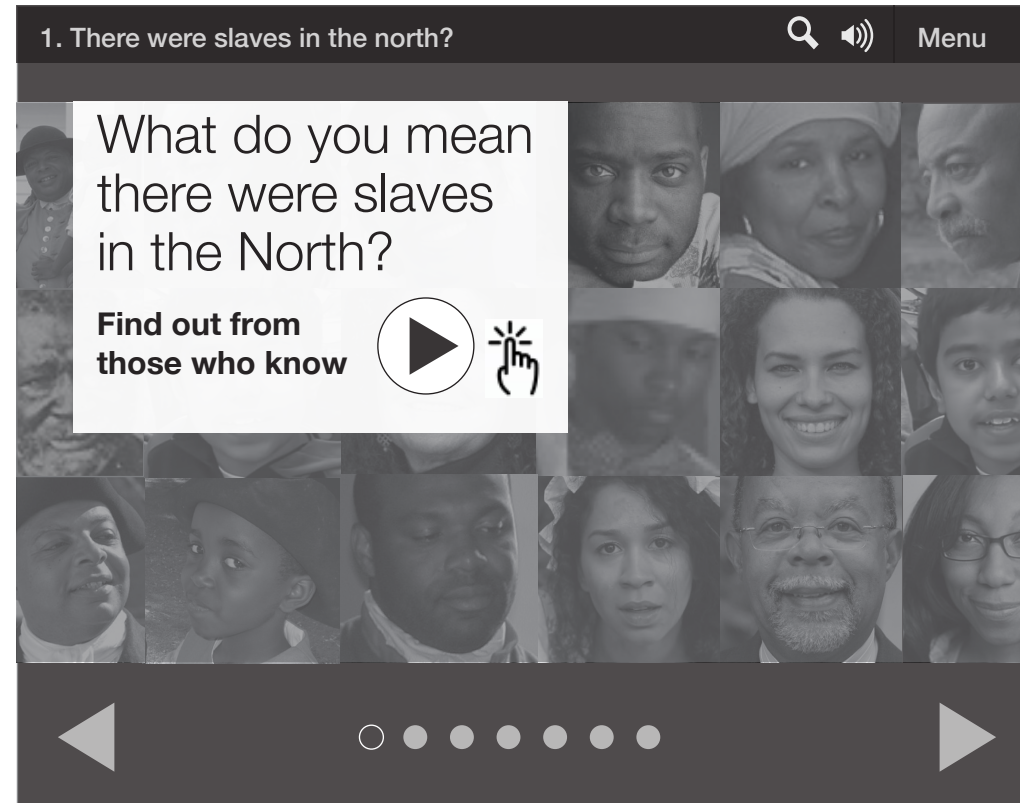 1. There were slaves in the north?
Menu
What do you mean
there were slaves
in the North?
Find out from
those who know